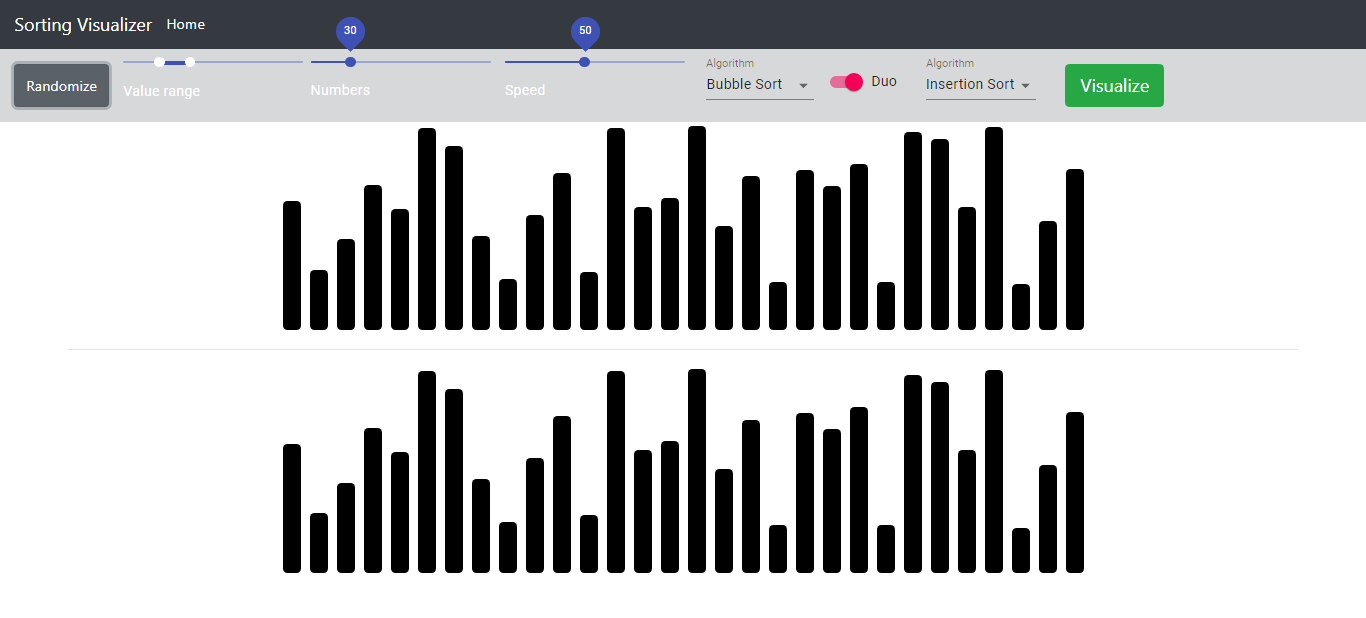 Sorting Visualizer Home
30
50
Randomize
Value range
Numbers
Speed
Algorithm
Bubble Sort
Duo
Algorithm
Insertion Sort
Visualize